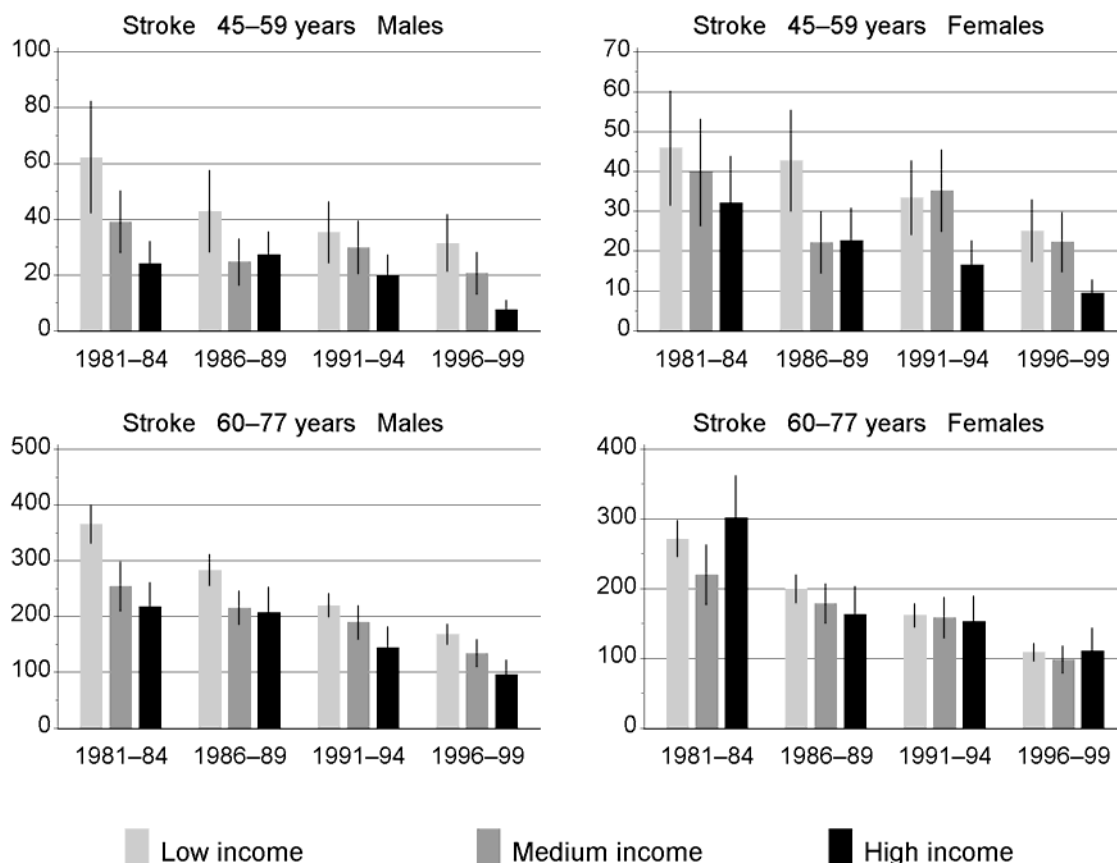 Stroke 45–59 years Males
100
80
60
40
20
0
1981–84 1986–89 1991–94 1996–99
Stroke 45–59 years Females
70
60
50
40
30
20
10
0
1981–84 1986–89 1991–94 1996–99
Stroke 60–77 years Males
500
400
300
200
100
0
1981–84 1986–89 1991–94 1996–99
Stroke 60–77 years Females
400
300
200
100
0
1981–84 1986–89 1991–94 1996–99
Low income Medium income High income